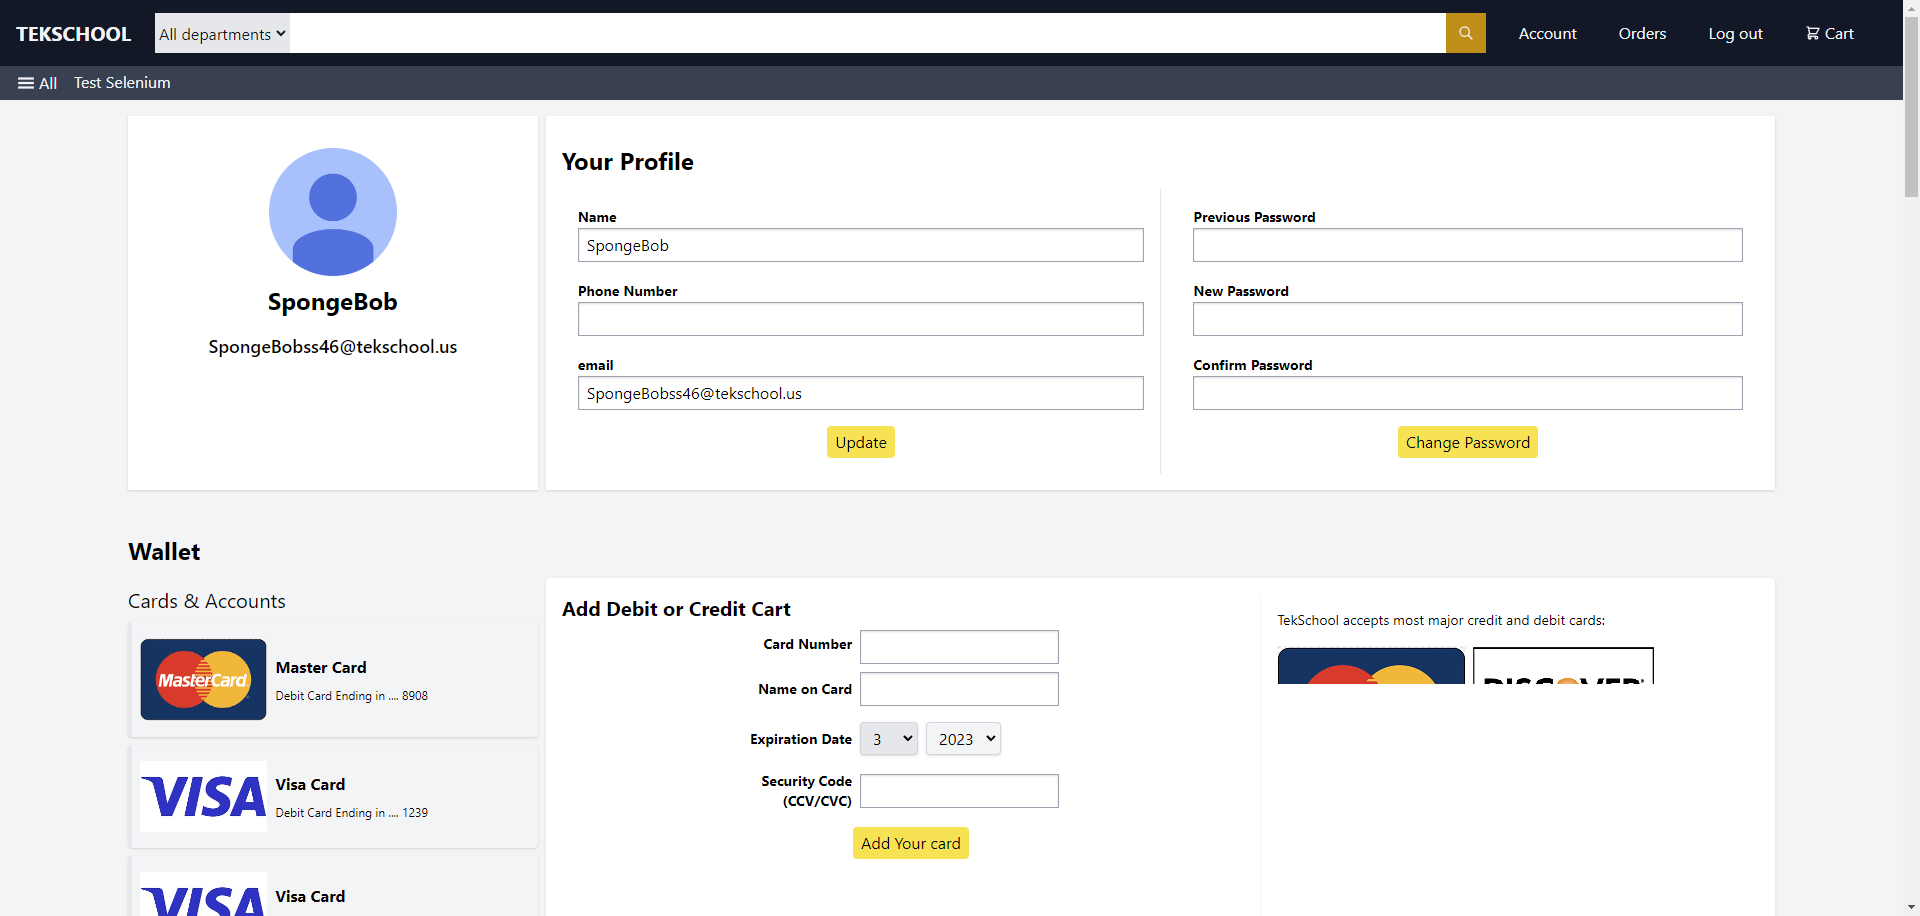 TEKSCHOOL
All departments
Account
Orders
Log out
Cart
All
Test Selenium
SpongeBob
SpongeBobss46@tekschool.us
Your Profile
Name
SpongeBob
Phone Number
email
SpongeBobss46@tekschool.us
Update
Previous Password
New Password
Confirm Password
Change Password
Wallet
Cards & Accounts
MasterCard
Master Card
Debit Card Ending in .... 8908
VISA
Visa Card
Debit Card Ending in .... 1239
VISA
Visa Card
Add Debit or Credit Cart
Card Number
Name on Card
Expiration Date
3
2023
Security Code
(CCV/CVC)
Add Your card
TekSchool accepts most major credit and debit cards:
DISCOVER